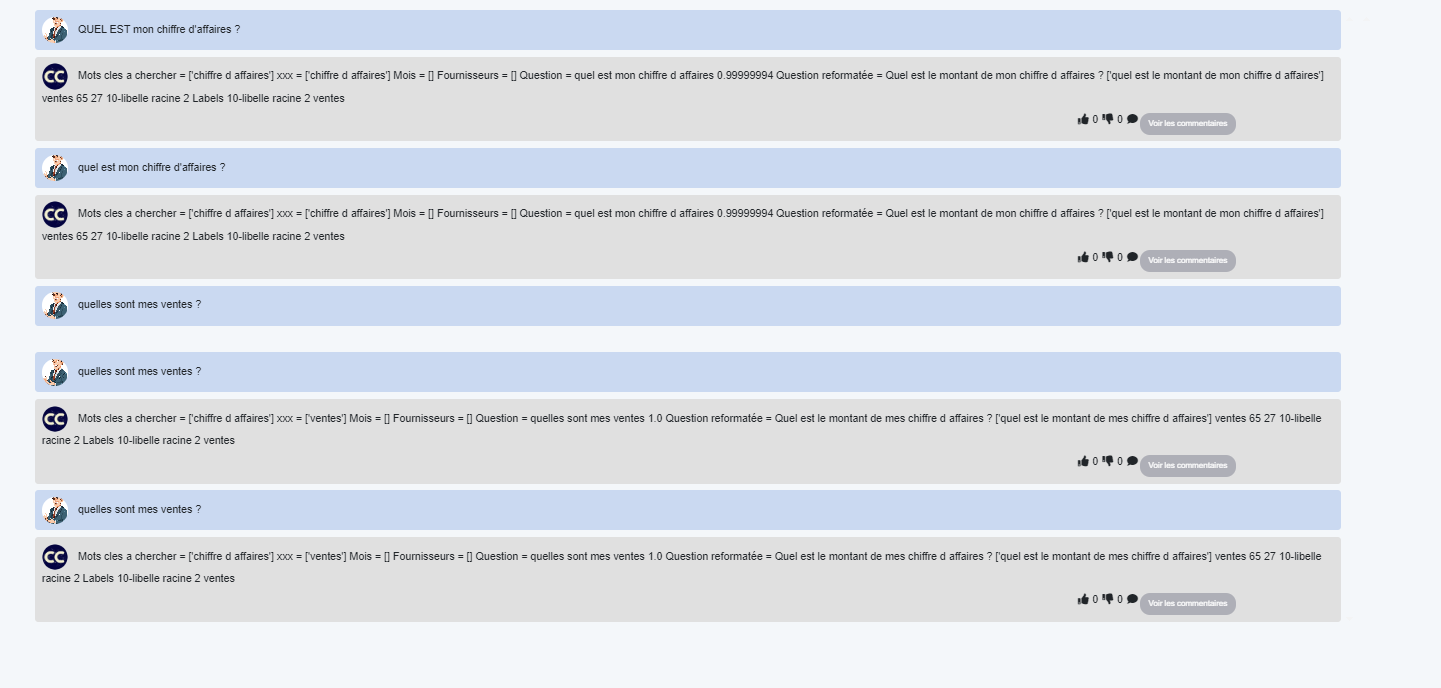 QUEL EST mon chiffre d'affaires ?
CC Mots cles a chercher = ['chiffre d affaires'] xxx = ['chiffre d affaires'] Mois = [] Fournisseurs = [] Question = quel est mon chiffre d affaires 0.99999994 Question reformatée = Quel est le montant de mon chiffre d affaires ? ['quel est le montant de mon chiffre d affaires']
ventes 65 27 10-libelle racine 2 Labels 10-libelle racine 2 ventes
0 0 Voir les commentaires
quel est mon chiffre d'affaires ?
CC Mots cles a chercher = ['chiffre d affaires'] xxx = ['chiffre d affaires'] Mois = [] Fournisseurs = [] Question = quel est mon chiffre d affaires 0.99999994 Question reformatée = Quel est le montant de mon chiffre d affaires ? ['quel est le montant de mon chiffre d affaires']
ventes 65 27 10-libelle racine 2 Labels 10-libelle racine 2 ventes
0 0 Voir les commentaires
quelles sont mes ventes ?
quelles sont mes ventes ?
CC Mots cles a chercher = ['chiffre d affaires'] xxx = ['ventes'] Mois = [] Fournisseurs = [] Question = quelles sont mes ventes 1.0 Question reformatée = Quel est le montant de mes chiffre d affaires ? ['quel est le montant de mes chiffre d affaires'] ventes 65 27 10-libelle
racine 2 Labels 10-libelle racine 2 ventes
0 0 Voir les commentaires
quelles sont mes ventes ?
CC Mots cles a chercher = ['chiffre d affaires'] xxx = ['ventes'] Mois = [] Fournisseurs = [] Question = quelles sont mes ventes 1.0 Question reformatée = Quel est le montant de mes chiffre d affaires ? ['quel est le montant de mes chiffre d affaires'] ventes 65 27 10-libelle
racine 2 Labels 10-libelle racine 2 ventes
0 0 Voir les commentaires